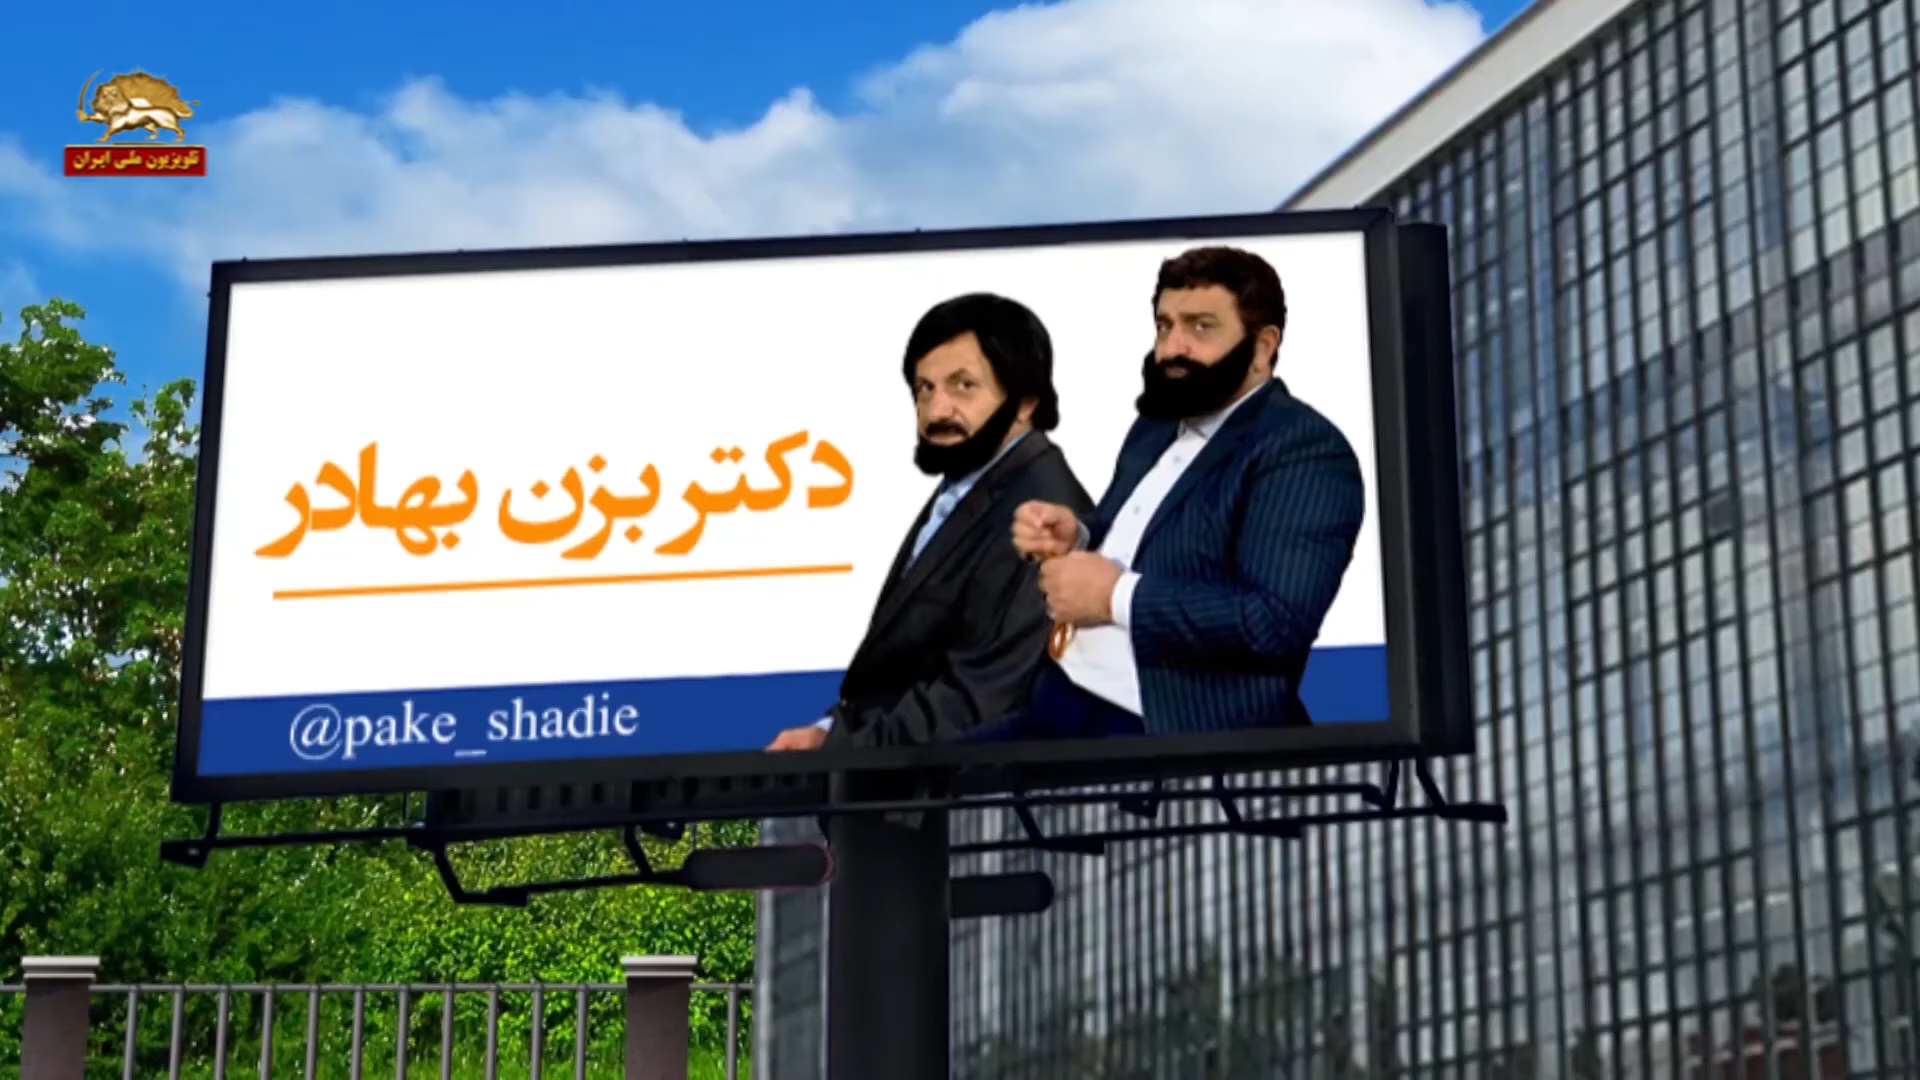 تلویزیون ملی ایران
دکتر بزن بهادر
@pake_shadie